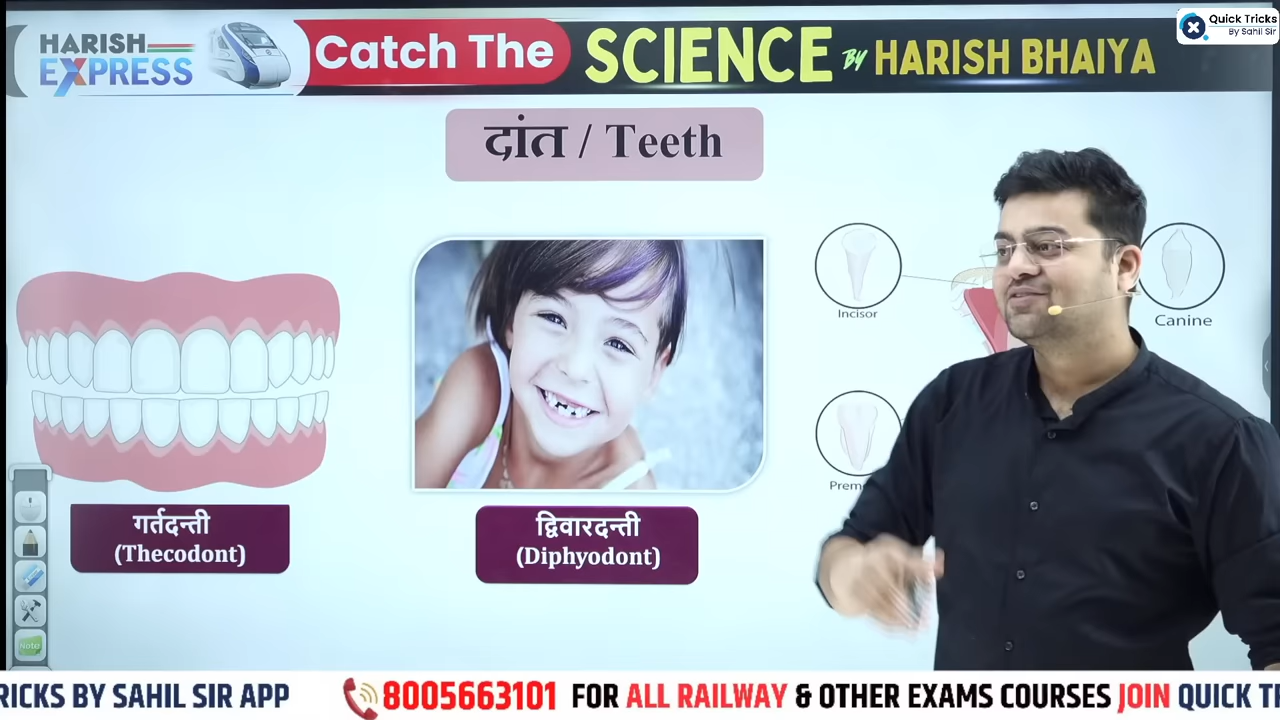 HARISH
EXPRESS
Catch The
SCIENCE BY HARISH BHAIYA
Quick Tricks
By Sahil Sir
दांत / Teeth
Incisor
Canine
गर्तदन्ती
(Thecodont)
द्विवारदन्ती
(Diphyodont)
Note
RICKS BY SAHIL SIR APP 8005663101 FOR ALL RAILWAY & OTHER EXAMS COURSES JOIN QUICK